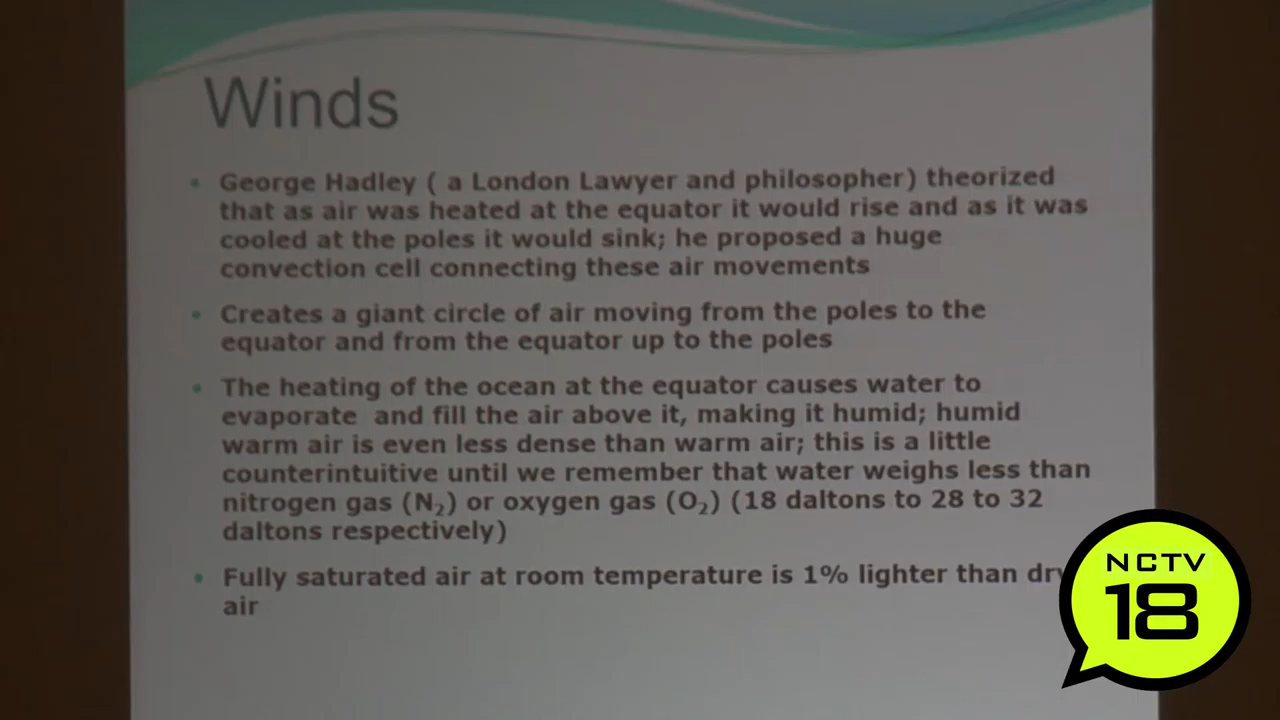 Winds
• George Hadley ( a London Lawyer and philosopher) theorized
that as air was heated at the equator it would rise and as it was
cooled at the poles it would sink; he proposed a huge
convection cell connecting these air movements
• Creates a giant circle of air moving from the poles to the
equator and from the equator up to the poles
• The heating of the ocean at the equator causes water to
evaporate  and fill the air above it, making it humid; humid
warm air is even less dense than warm air; this is a little
counterintuitive until we remember that water weighs less than
nitrogen gas (N₂) or oxygen gas (O₂) (18 daltons to 28 to 32
daltons respectively)
• Fully saturated air at room temperature is 1% lighter than dry
air
NCTV
18